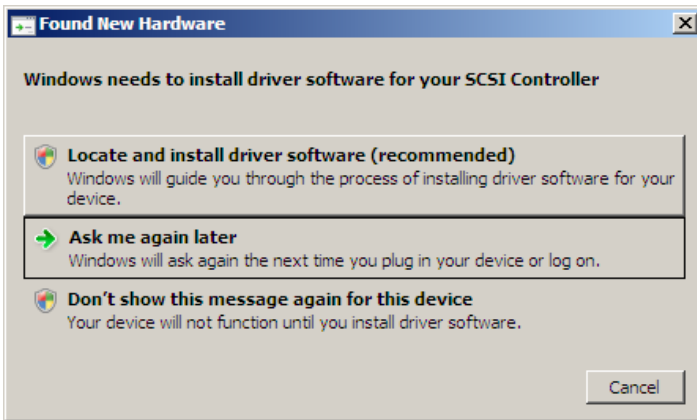 Found New Hardware
Windows needs to install driver software for your SCSI Controller
Locate and install driver software (recommended)
Windows will guide you through the process of installing driver software for your
device.
Ask me again later
Windows will ask again the next time you plug in your device or log on.
Don't show this message again for this device
Your device will not function until you install driver software.
Cancel